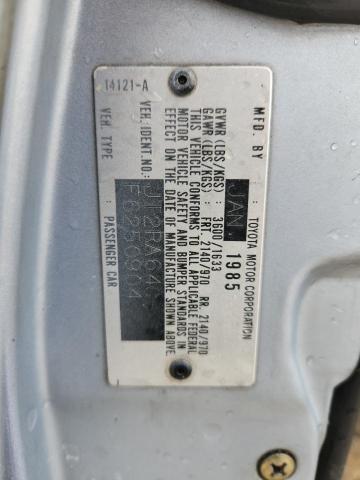 MFD. BY TOYOTA MOTOR CORPORATION
JAN. 1985
GVWR (LBS/KGS) : 3600/1633
GAWR (LBS/KGS) : FRT. 2140/970 RR. 2140/970
THIS VEHICLE CONFORMS TO ALL APPLICABLE FEDERAL
MOTOR VEHICLE SAFETY AND BUMPER STANDARDS IN
EFFECT ON THE DATE OF MANUFACTURE SHOWN ABOVE.
VEH. IDENT.NO. :
F6250904
VEH. TYPE : PASSENGER CAR
14121-A